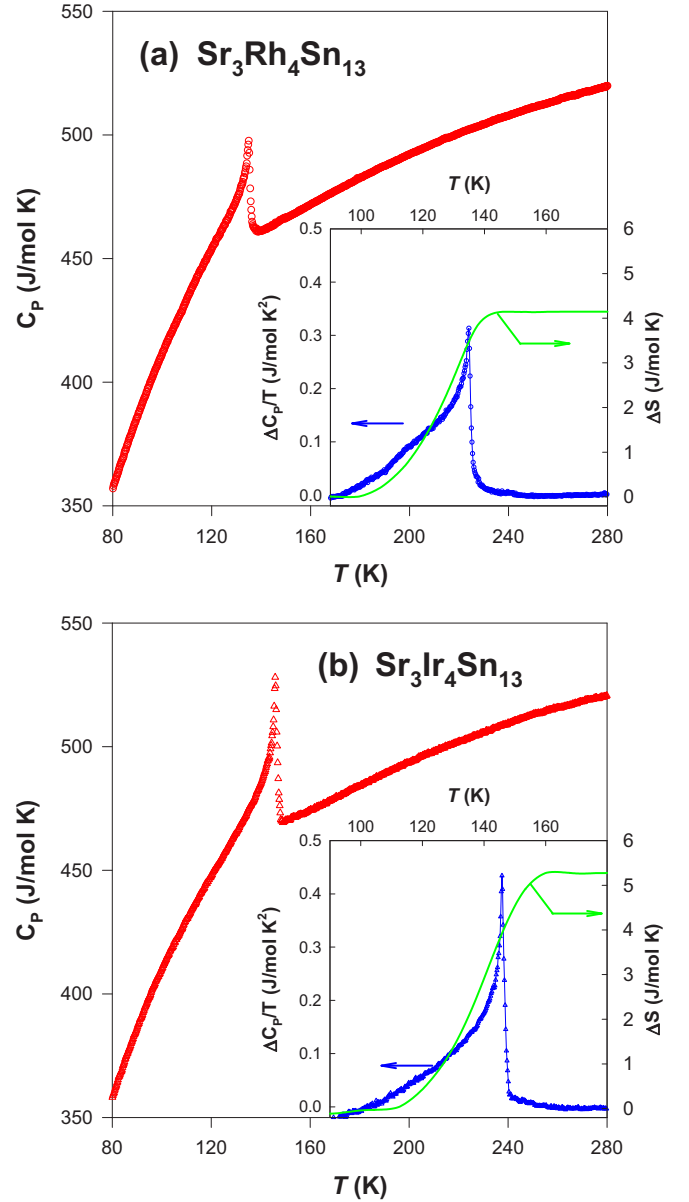 (a) Sr3Rh4Sn13
550
500
450
400
350
CP (J/mol K)
80 120 160 200 240 280
T (K)
T (K)
100 120 140 160
0.5
0.4
0.3
0.2
0.1
0.0
ΔCP/T (J/mol K2)
6
5
4
3
2
1
0
ΔS (J/mol K)
(b) Sr3Ir4Sn13
550
500
450
400
350
CP (J/mol K)
80 120 160 200 240 280
T (K)
T (K)
100 120 140 160
0.5
0.4
0.3
0.2
0.1
0.0
ΔCP/T (J/mol K2)
6
5
4
3
2
1
0
ΔS (J/mol K)